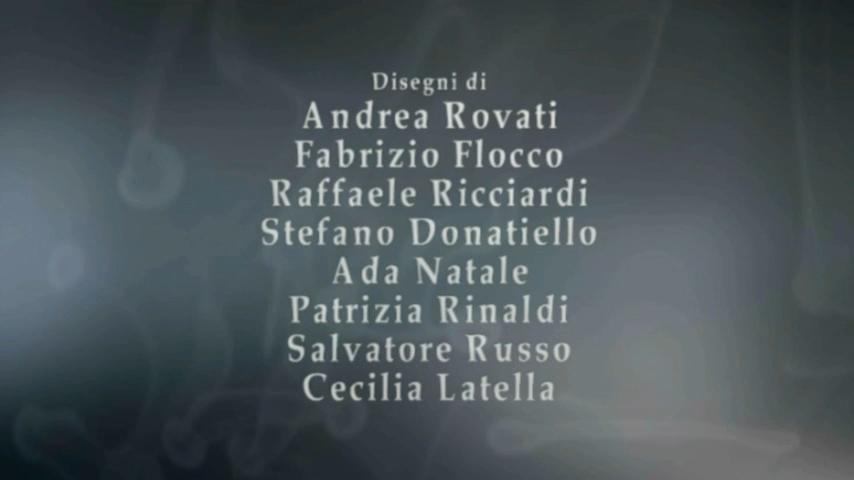 Disegni di
Andrea Rovati
Fabrizio Flocco
Raffaele Ricciardi
Stefano Donatiello
Ada Natale
Patrizia Rinaldi
Salvatore Russo
Cecilia Latella